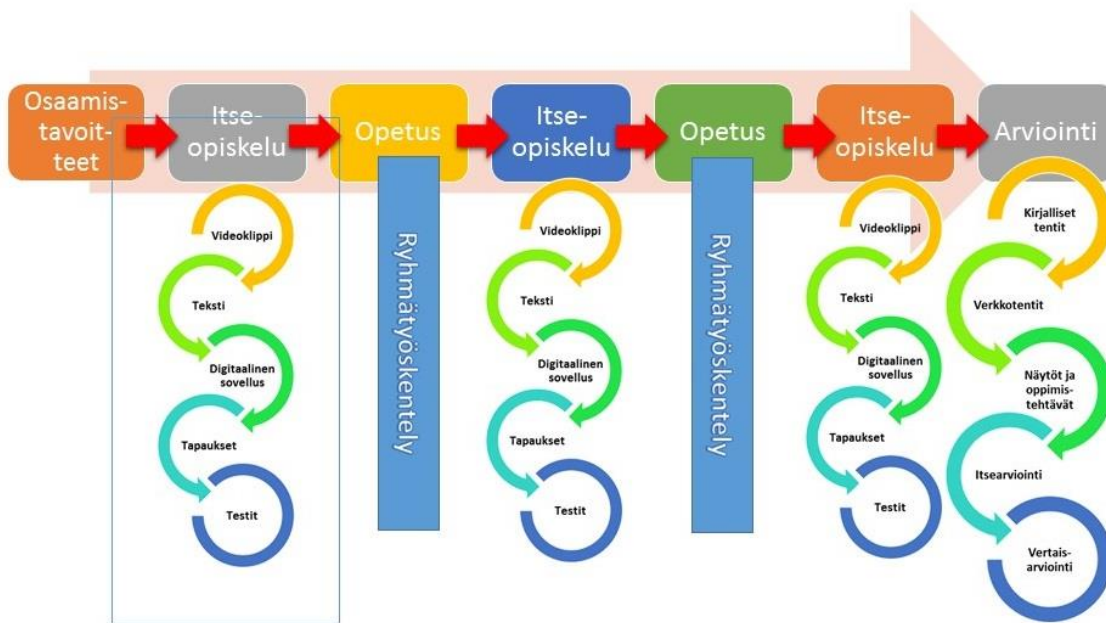 Osaamis-
tavoit-
teet
Itse-
opiskelu
Opetus
Itse-
opiskelu
Opetus
Itse-
opiskelu
Arviointi
Videoklippi
Teksti
Digitaalinen
sovellus
Tapaukset
Testit
Ryhmätyöskentely
Videoklippi
Teksti
Digitaalinen
sovellus
Tapaukset
Testit
Ryhmätyöskentely
Videoklippi
Teksti
Digitaalinen
sovellus
Tapaukset
Testit
Kirjalliset
tentit
Verkkotentit
Näytöt ja
oppimis-
tehtävät
Itsearviointi
Vertais-
arviointi